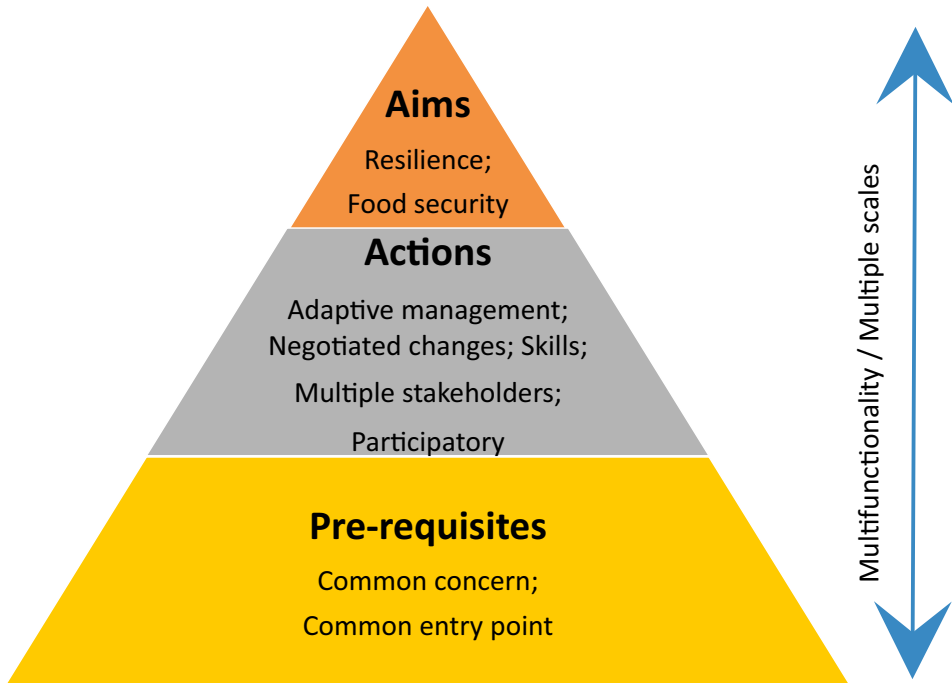 Aims
Resilience;
Food security
Actions
Adaptive management;
Negotiated changes; Skills;
Multiple stakeholders;
Participatory
Pre-requisites
Common concern;
Common entry point
Multifunctionality / Multiple scales